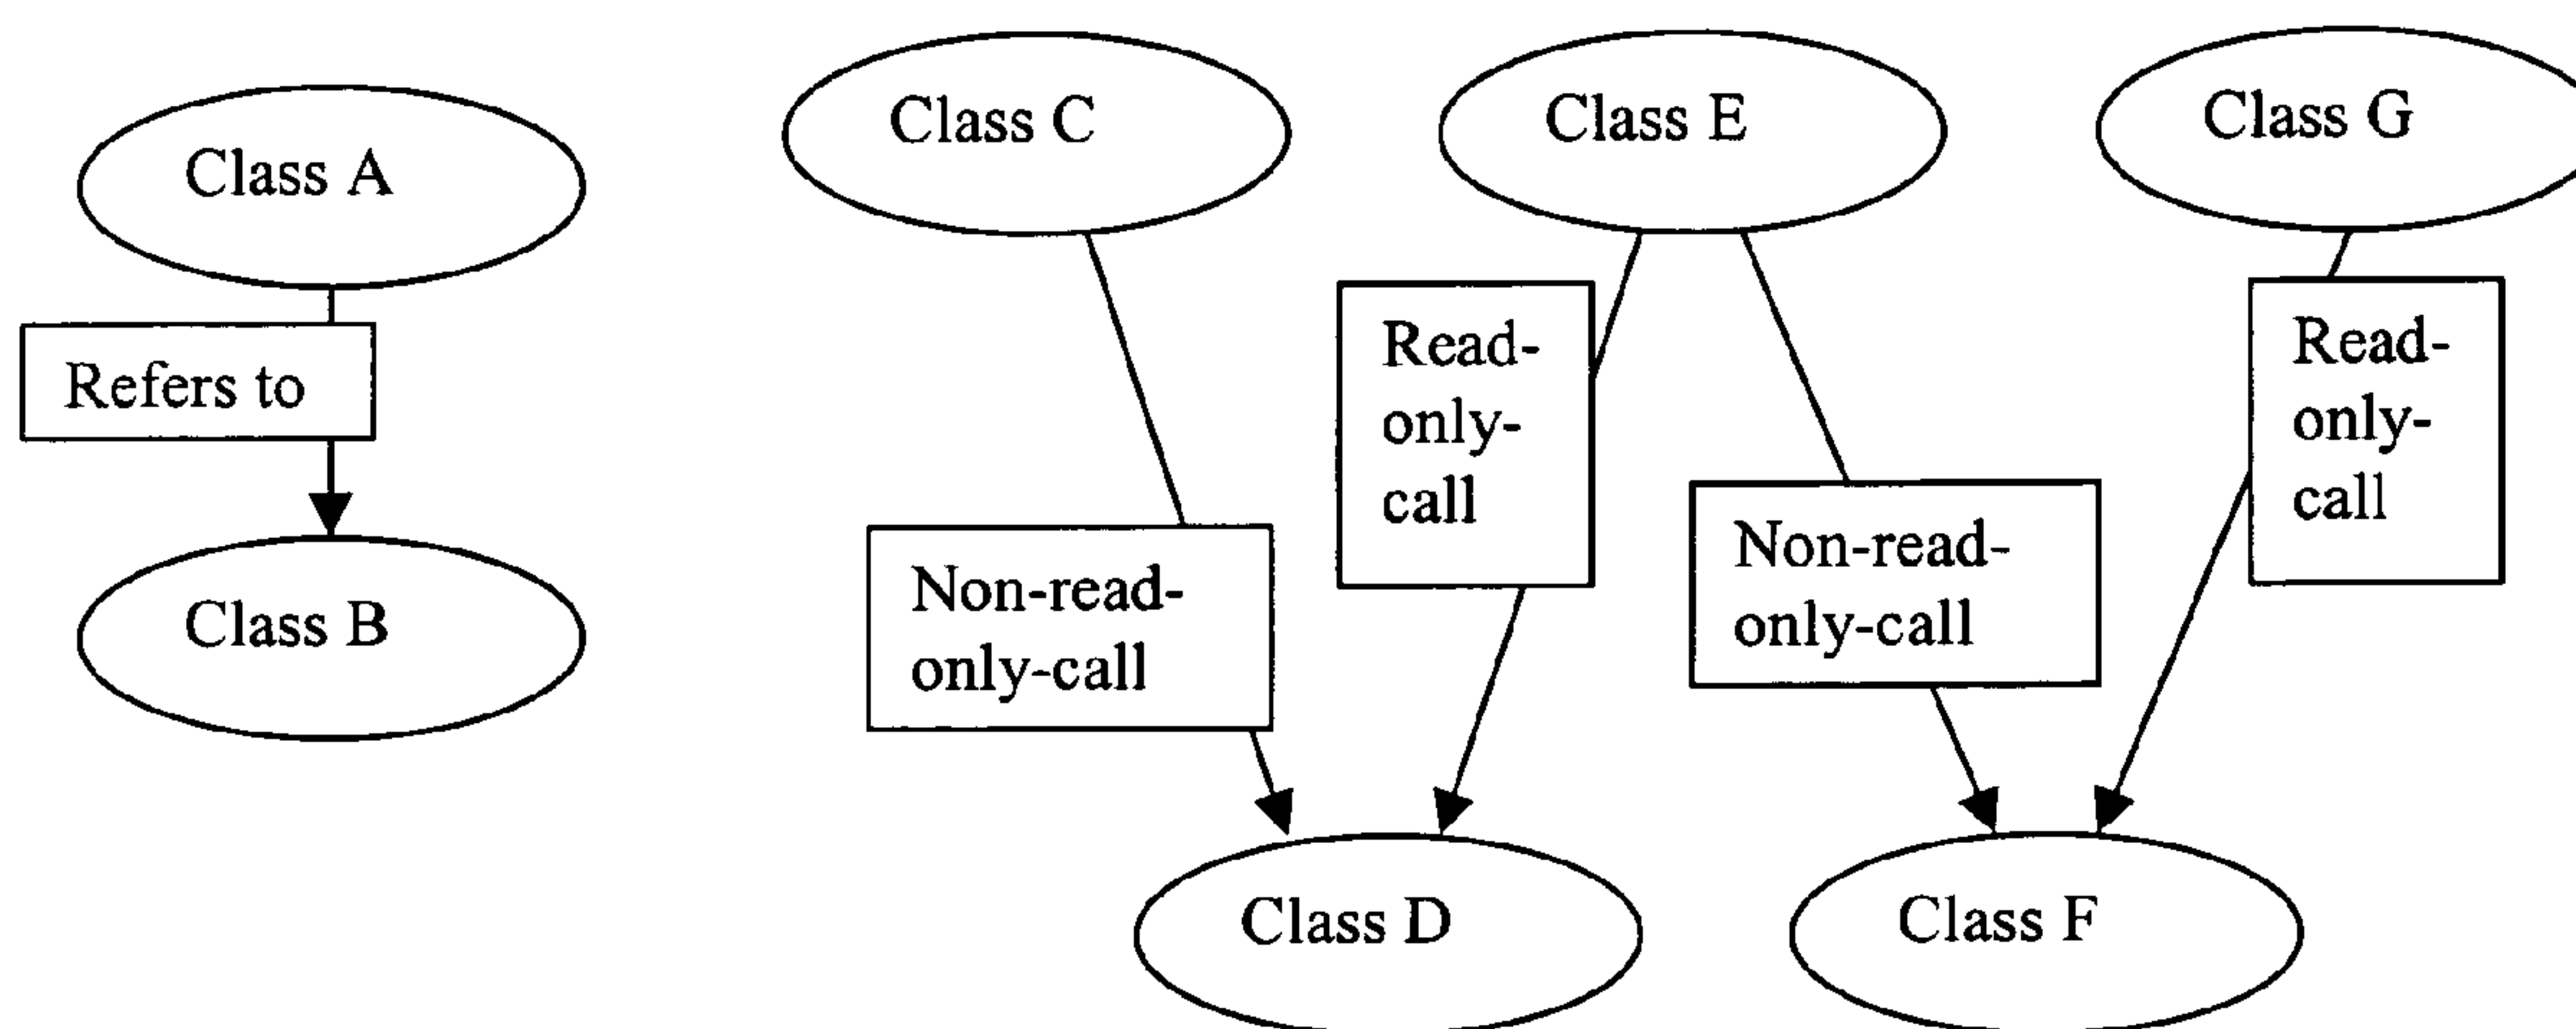 Class A
Refers to
Class B
Class C
Non-read-
only-call
Class E
Read-
only-
call
Non-read-
only-call
Class G
Read-
only-
call
Class D
Class F